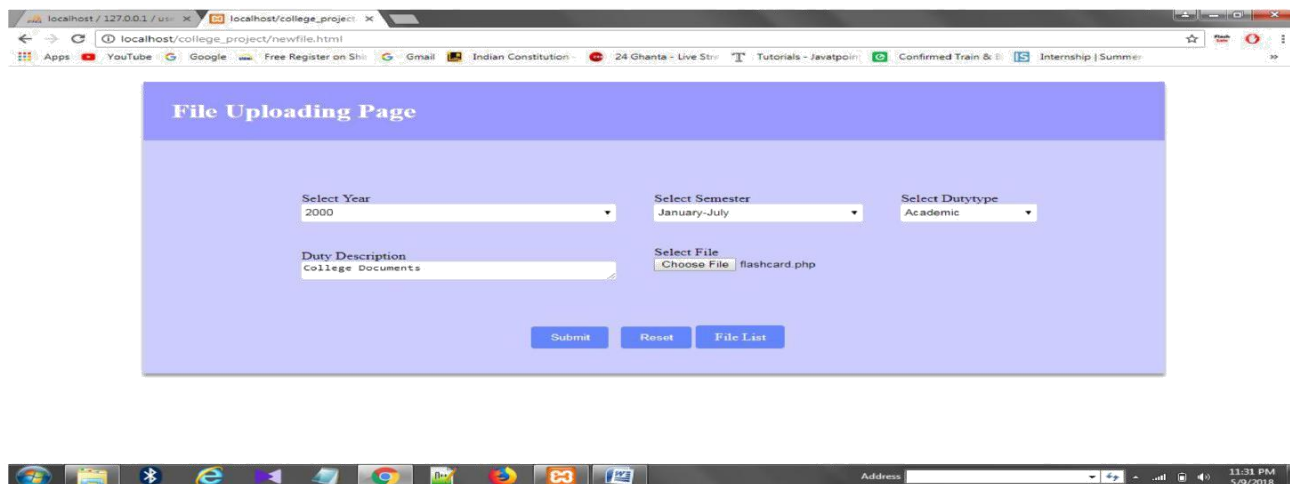 localhost / 127.0.0.1 / use
localhost/college_project
localhost/college_project/newfile.html
Apps YouTube Google Free Register on Sh Gmail Indian Constitution - 24 Ghanta - Live Stre Tutorials - Javatpoin Confirmed Train & Internship | Summer
File Uploading Page
Select Year Select Semester Select Dutytype
2000 January-July Academic
Duty Description Select File
College Documents Choose File flashcard.php
Submit Reset File List
Address 11:31 PM
5/9/2018